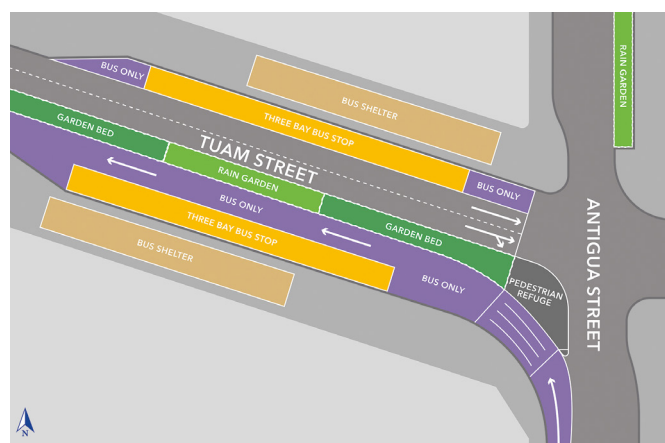 BUS ONLY
BUS SHELTER
RAIN GARDEN
THREE BAY BUS STOP
GARDEN BED
TUAM STREET
RAIN GARDEN
BUS ONLY
BUS ONLY
THREE BAY BUS STOP
GARDEN BED
ANTIGUA STREET
BUS SHELTER
BUS ONLY
PEDESTRIAN
REFUGE
N